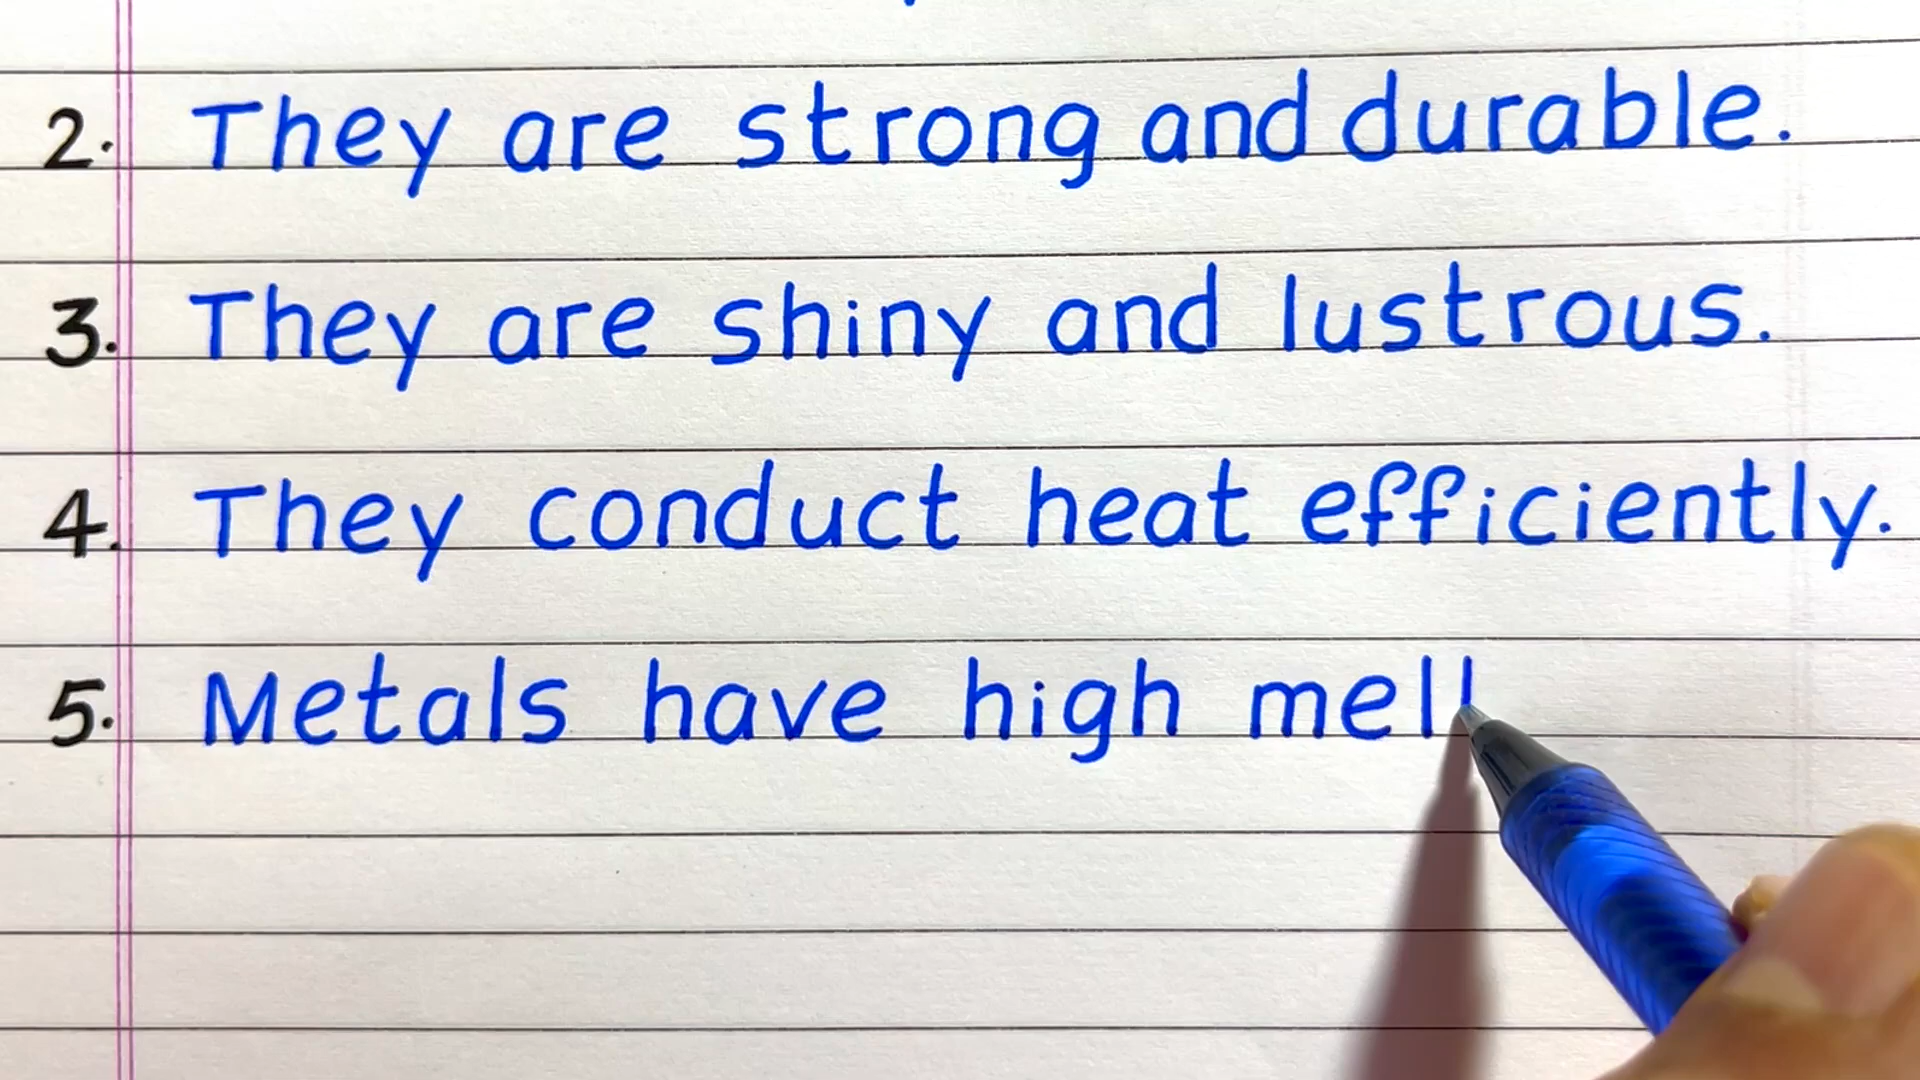 2. They are strong and durable.
3. They are shiny and lustrous.
4. They conduct heat efficiently.
5. Metals have high mel